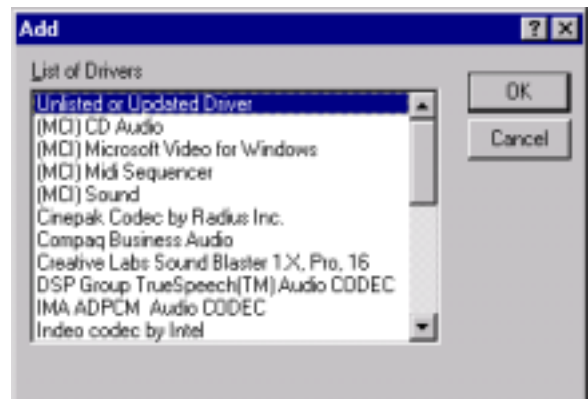 Add
List of Drivers
Unlisted or Updated Driver
(MCI) CD Audio
(MCI) Microsoft Video for Windows
(MCI) Midi Sequencer
(MCI) Sound
Cinepak Codec by Radius Inc.
Compaq Business Audio
Creative Labs Sound Blaster 1.X, Pro, 16
DSP Group TrueSpeech(TM) Audio CODEC
IMA ADPCM Audio CODEC
Indeo codec by Intel
OK
Cancel